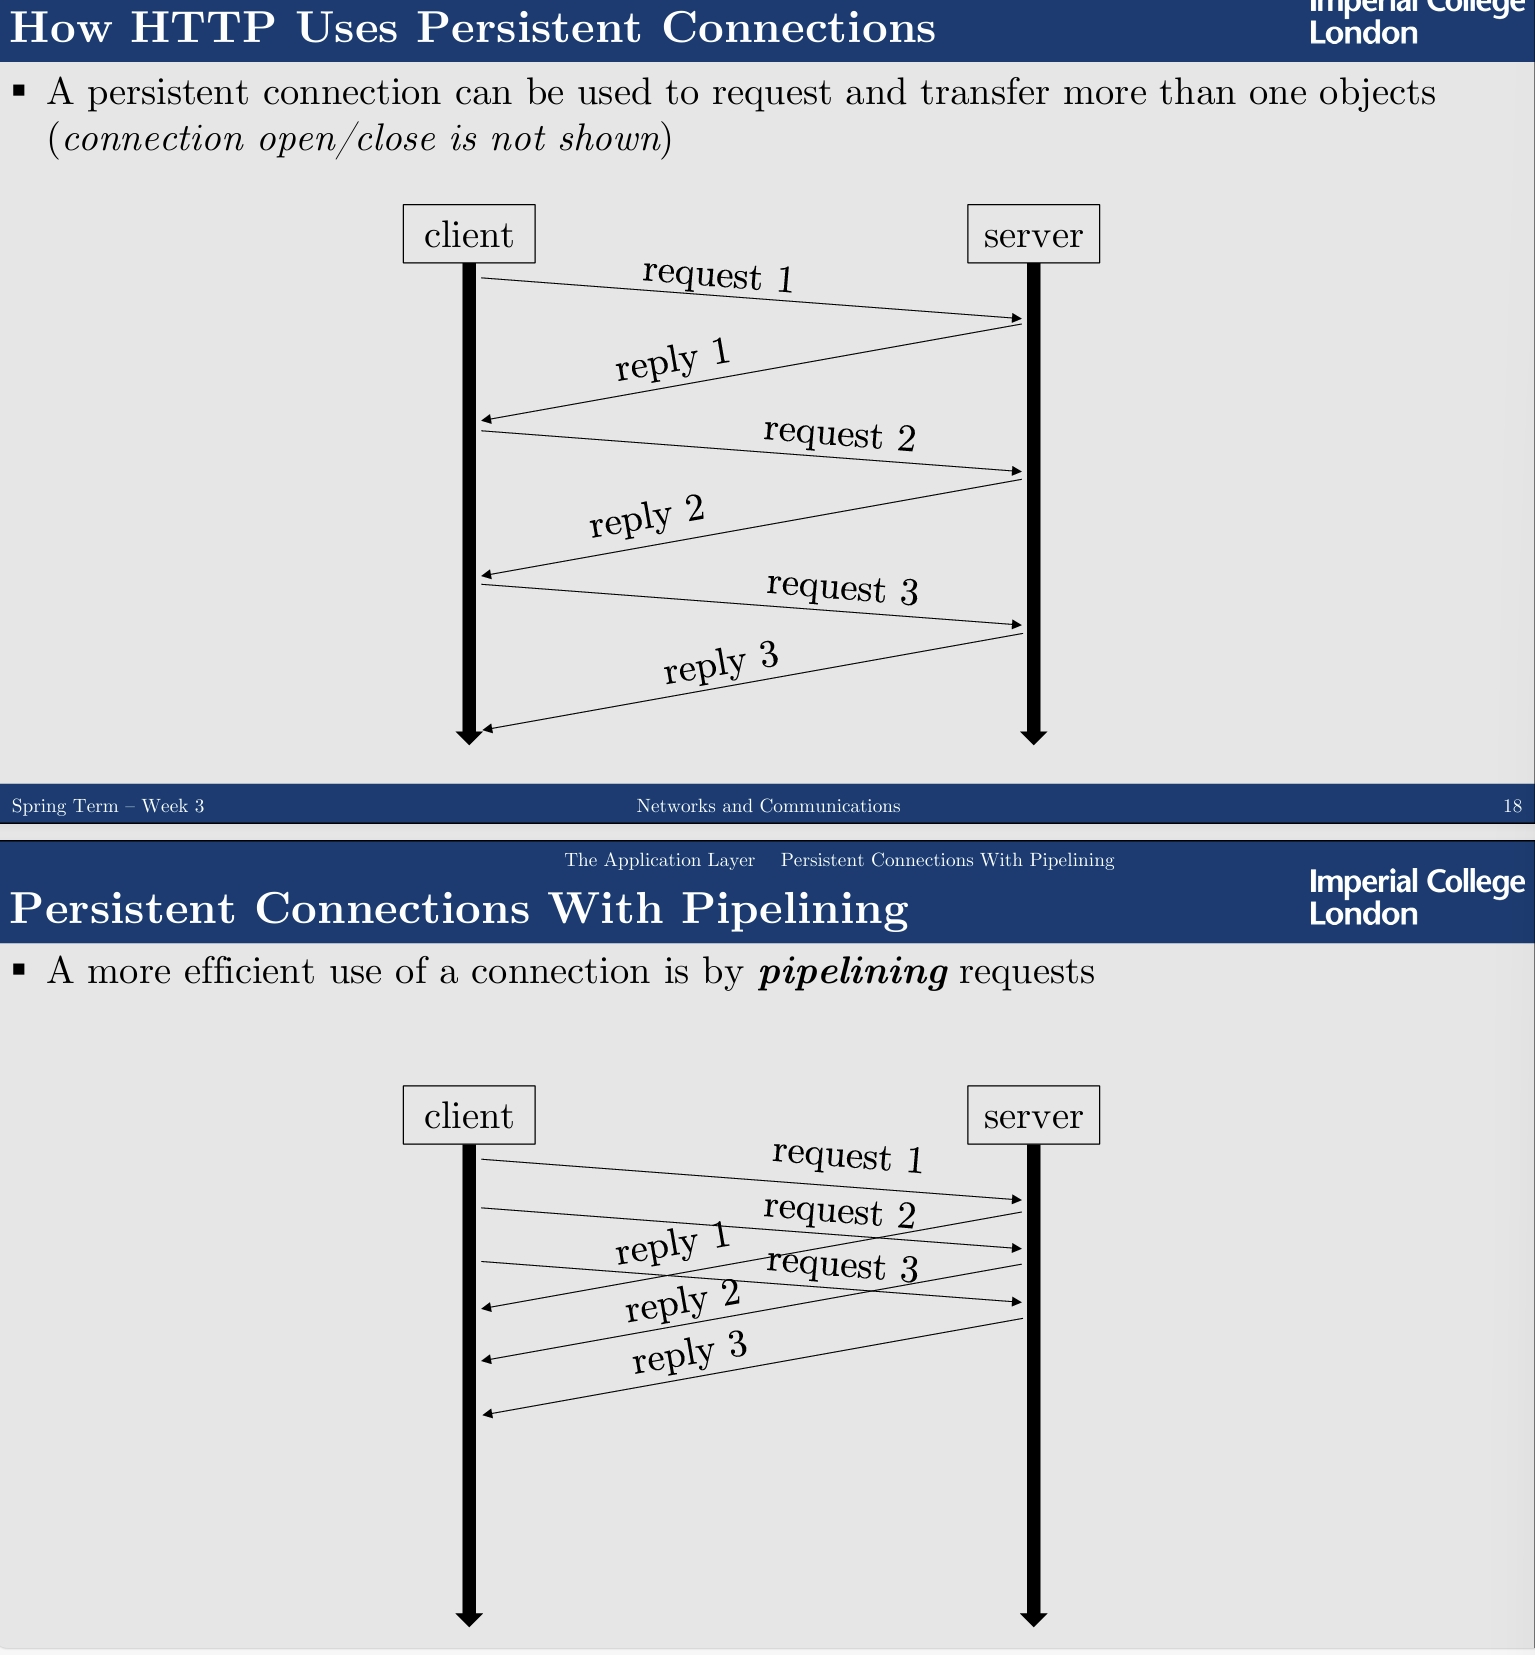 How HTTP Uses Persistent Connections
Imperial College
London
▪ A persistent connection can be used to request and transfer more than one objects
(connection open/close is not shown)
client
server
request 1
reply 1
request 2
reply 2
request 3
reply 3
Spring Term – Week 3
Networks and Communications
18
The Application Layer Persistent Connections With Pipelining
Persistent Connections With Pipelining
Imperial College
London
▪ A more efficient use of a connection is by pipelining requests
client
server
request 1
request 2
reply 1
request 3
reply 2
reply 3